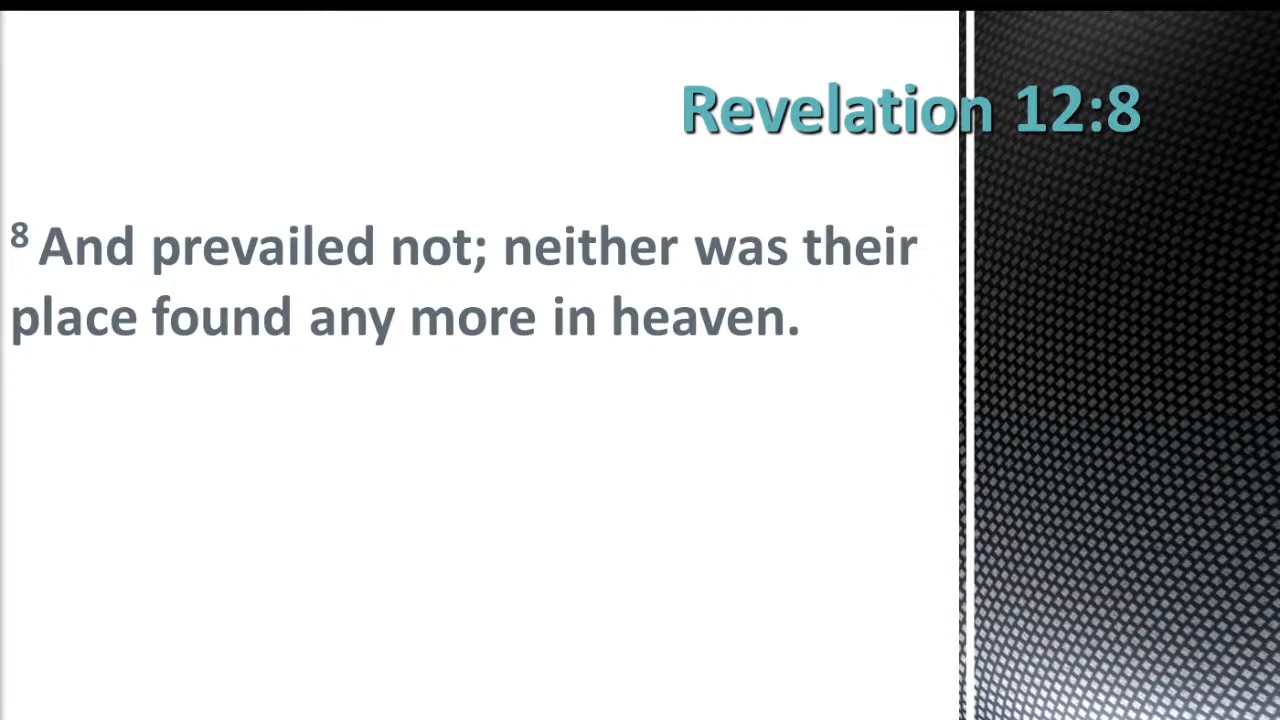 Revelation 12:8
8 And prevailed not; neither was their
place found any more in heaven.